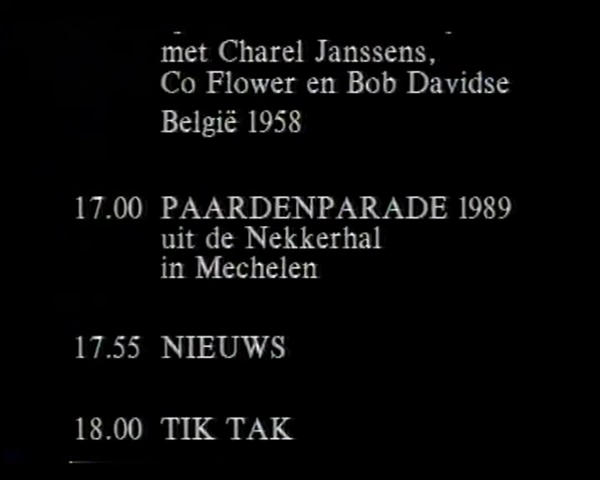 met Charel Janssens,
Co Flower en Bob Davidse
België 1958
17.00 PAARDENPARADE 1989
uit de Nekkerhal
in Mechelen
17.55 NIEUWS
18.00 TIK TAK